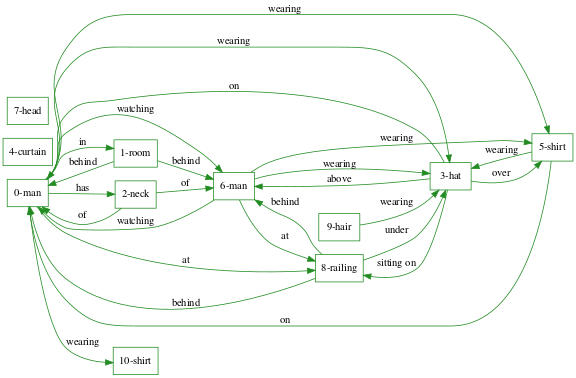 wearing
wearing
on
7-head
watching
wearing
5-shirt
4-curtain
in
1-room
wearing
behind
behind
wearing
over
0-man
has
2-neck
of
6-man
above
3-hat
of
watching
behind
9-hair
wearing
at
under
at
8-railing
sitting on
behind
on
wearing
10-shirt